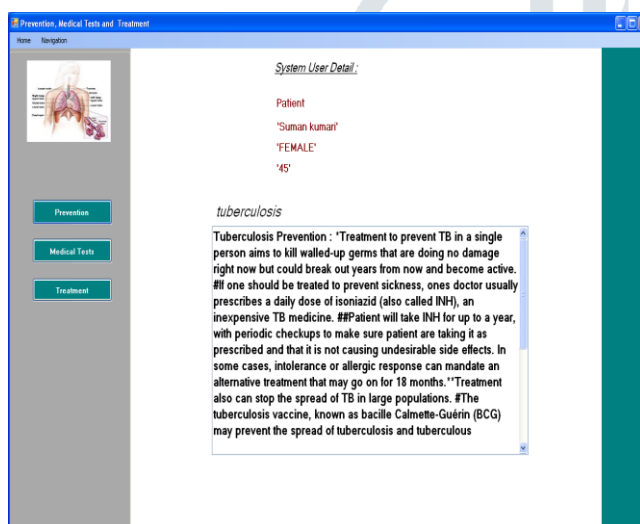 Prevention, Medical Tests and Treatment
Home Navigation
System User Detail :
Patient
'Suman kuman'
'FEMALE'
'45'
Prevention
Medical Tests
Treatment
tuberculosis
Tuberculosis Prevention : *Treatment to prevent TB in a single
person aims to kill walled-up germs that are doing no damage
right now but could break out years from now and become active.
#If one should be treated to prevent sickness, ones doctor usually
prescribes a daily dose of isoniazid (also called INH), an
inexpensive TB medicine. ##Patient will take INH for up to a year,
with periodic checkups to make sure patient are taking it as
prescribed and that it is not causing undesirable side effects. In
some cases, intolerance or allergic response can mandate an
alternative treatment that may go on for 18 months.**Treatment
also can stop the spread of TB in large populations. #The
tuberculosis vaccine, known as bacille Calmette-Guérin (BCG)
may prevent the spread of tuberculosis and tuberculous